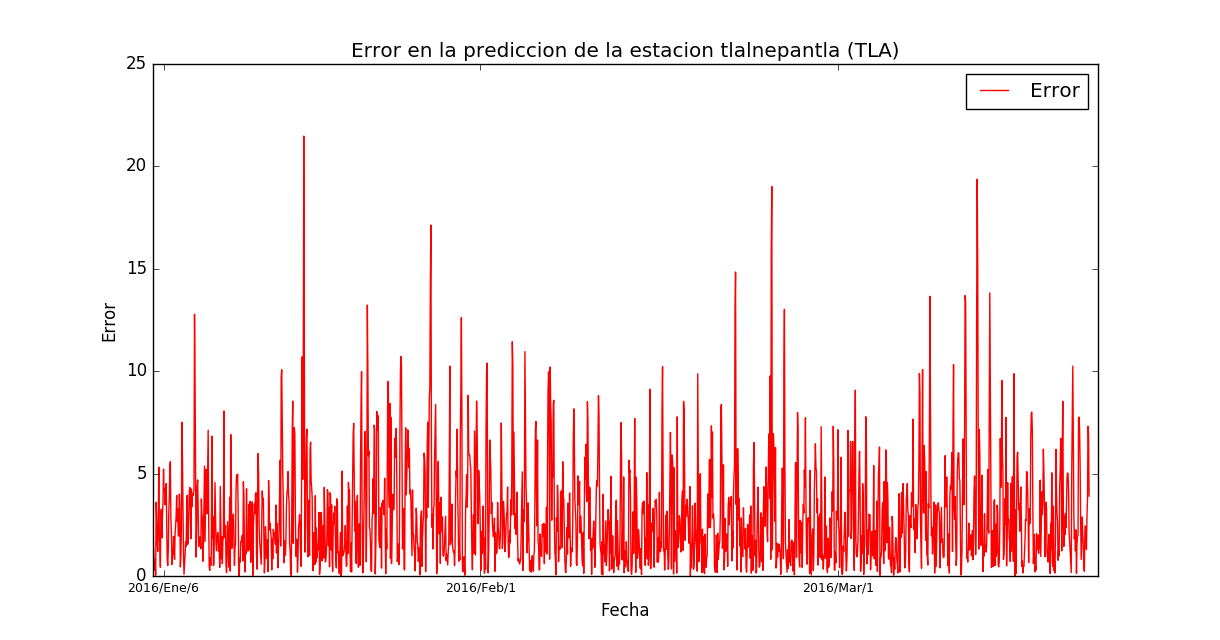 Error en la prediccion de la estacion tlalnepantla (TLA)
25
Error
20
15
Error
10
5
0
2016/Ene/6 2016/Feb/1 2016/Mar/1
Fecha